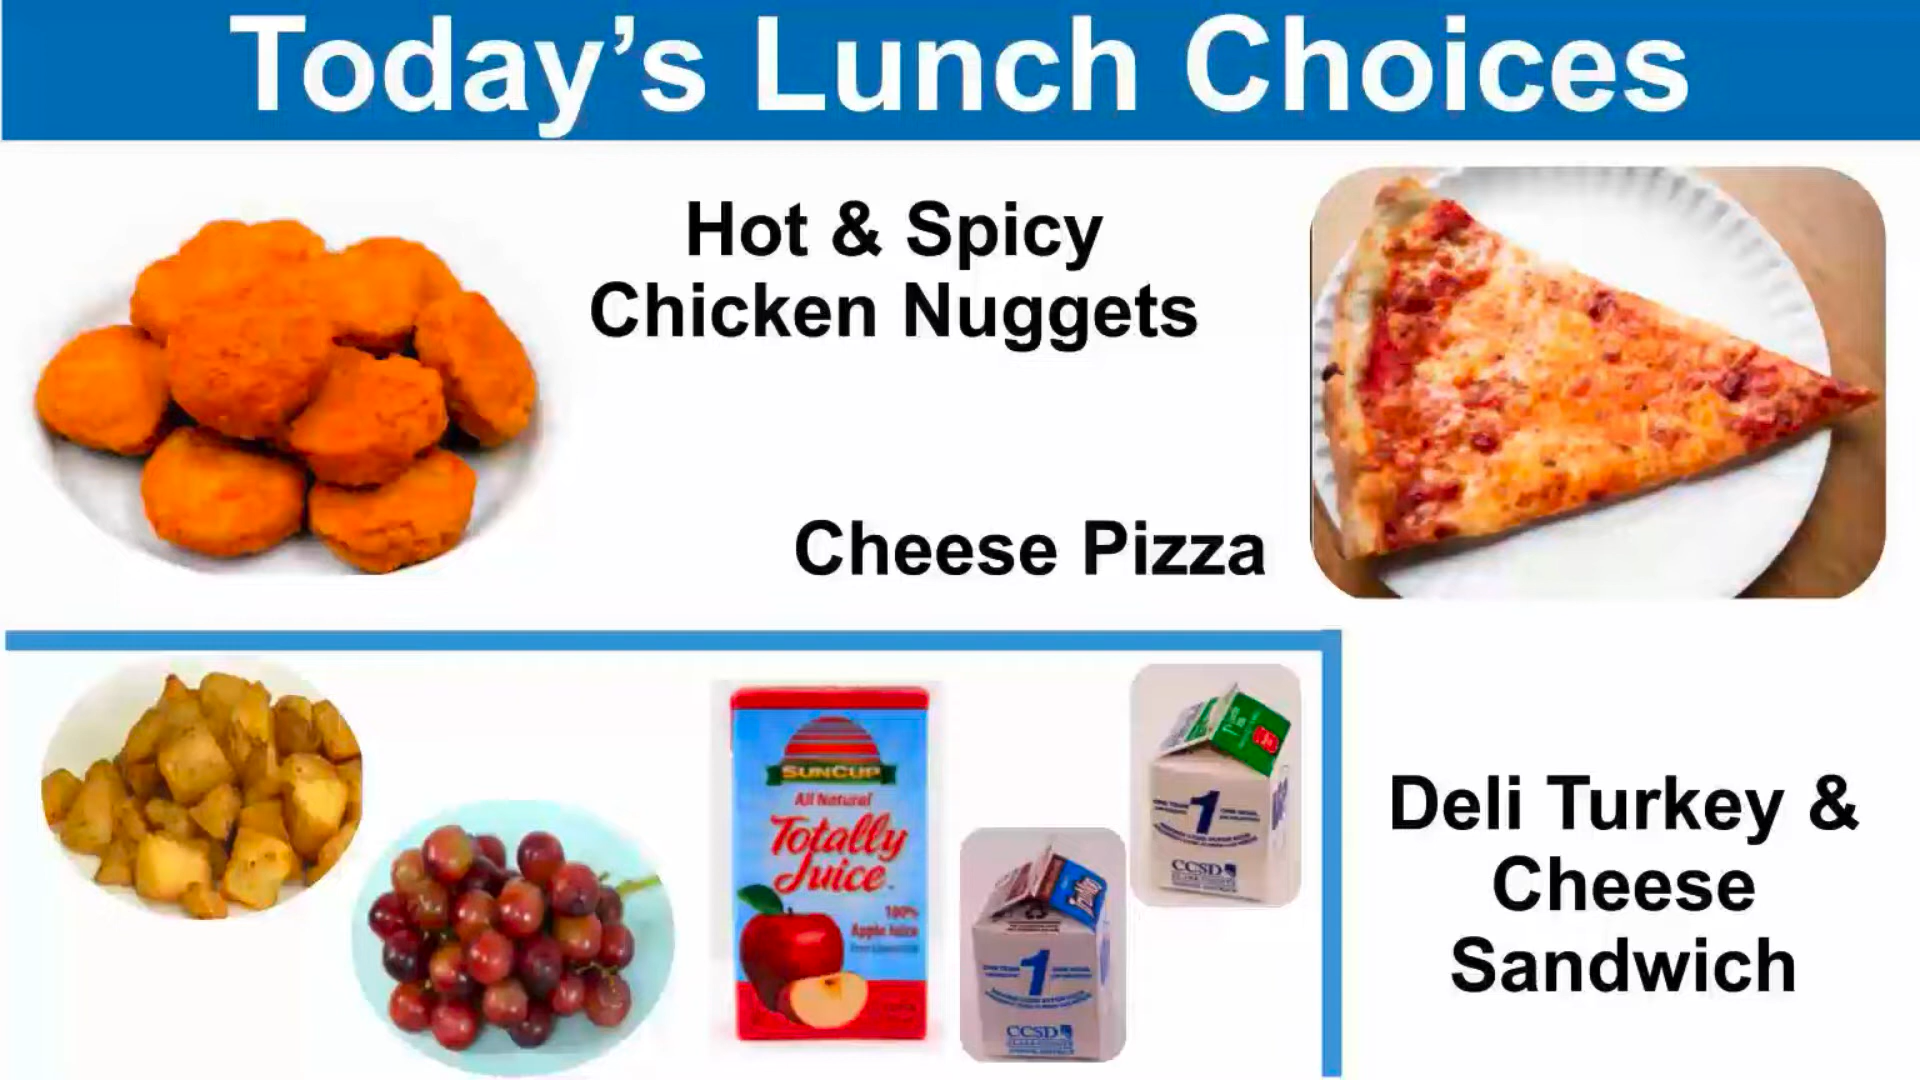 Today’s Lunch Choices
Hot & Spicy
Chicken Nuggets
Cheese Pizza
SUNCUP
All Natural
Totally
Juice
100%
Apple Juice
1
CCSD
1
CCSD
Deli Turkey &
Cheese
Sandwich